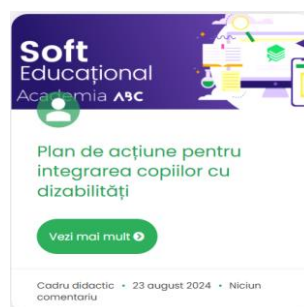 Soft
Educațional
Academia ABC
Plan de acțiune pentru
integrarea copiilor cu
dizabilități
Vezi mai mult
Cadru didactic • 23 august 2024 • Niciun
comentariu